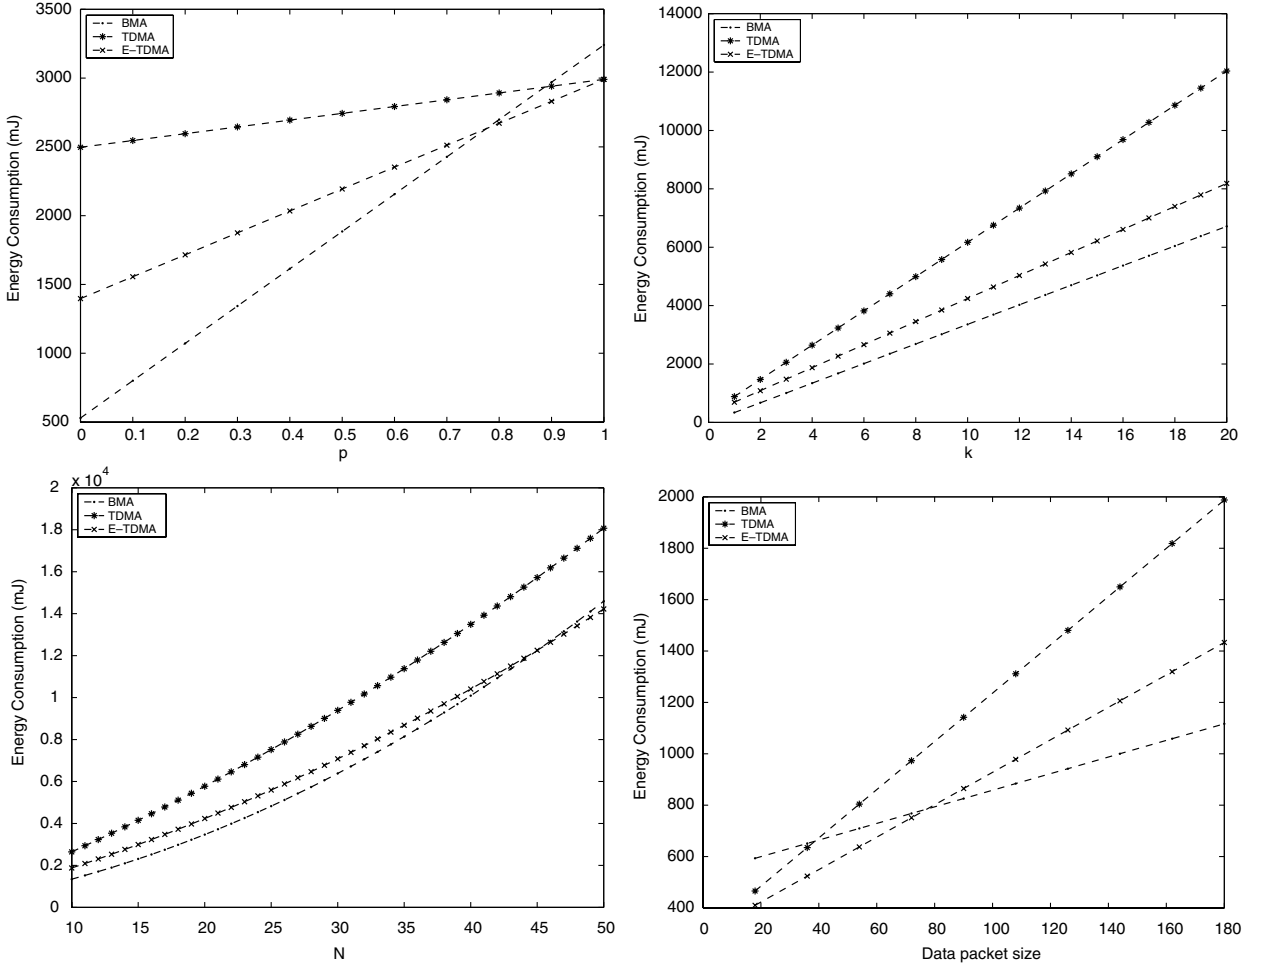 3500
3000
2500
2000
1500
1000
500
Energy Consumption (mJ)
BMA
TDMA
E−TDMA
0 0.1 0.2 0.3 0.4 0.5 0.6 0.7 0.8 0.9 1
p
14000
12000
10000
8000
6000
4000
2000
0
Energy Consumption (mJ)
BMA
TDMA
E−TDMA
0 2 4 6 8 10 12 14 16 18 20
k
x 10^4
2
1.8
1.6
1.4
1.2
1
0.8
0.6
0.4
0.2
0
Energy Consumption (mJ)
BMA
TDMA
E−TDMA
10 15 20 25 30 35 40 45 50
N
2000
1800
1600
1400
1200
1000
800
600
400
Energy Consumption (mJ)
BMA
TDMA
E−TDMA
0 20 40 60 80 100 120 140 160 180
Data packet size